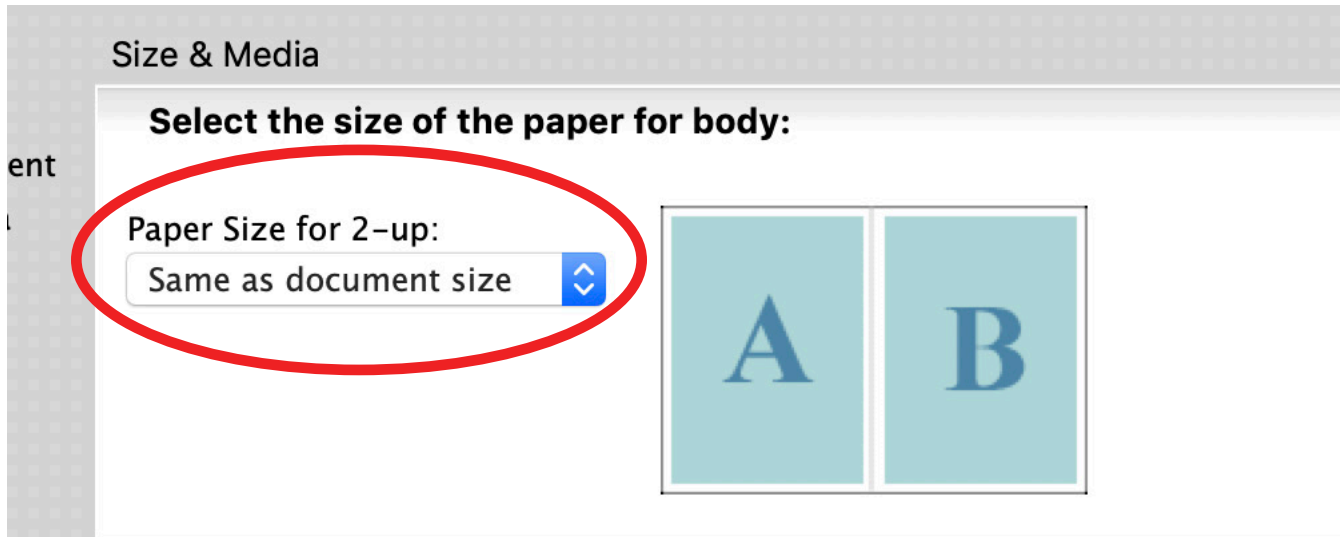 Size & Media
Select the size of the paper for body:
ent
Paper Size for 2-up:
Same as document size
A B